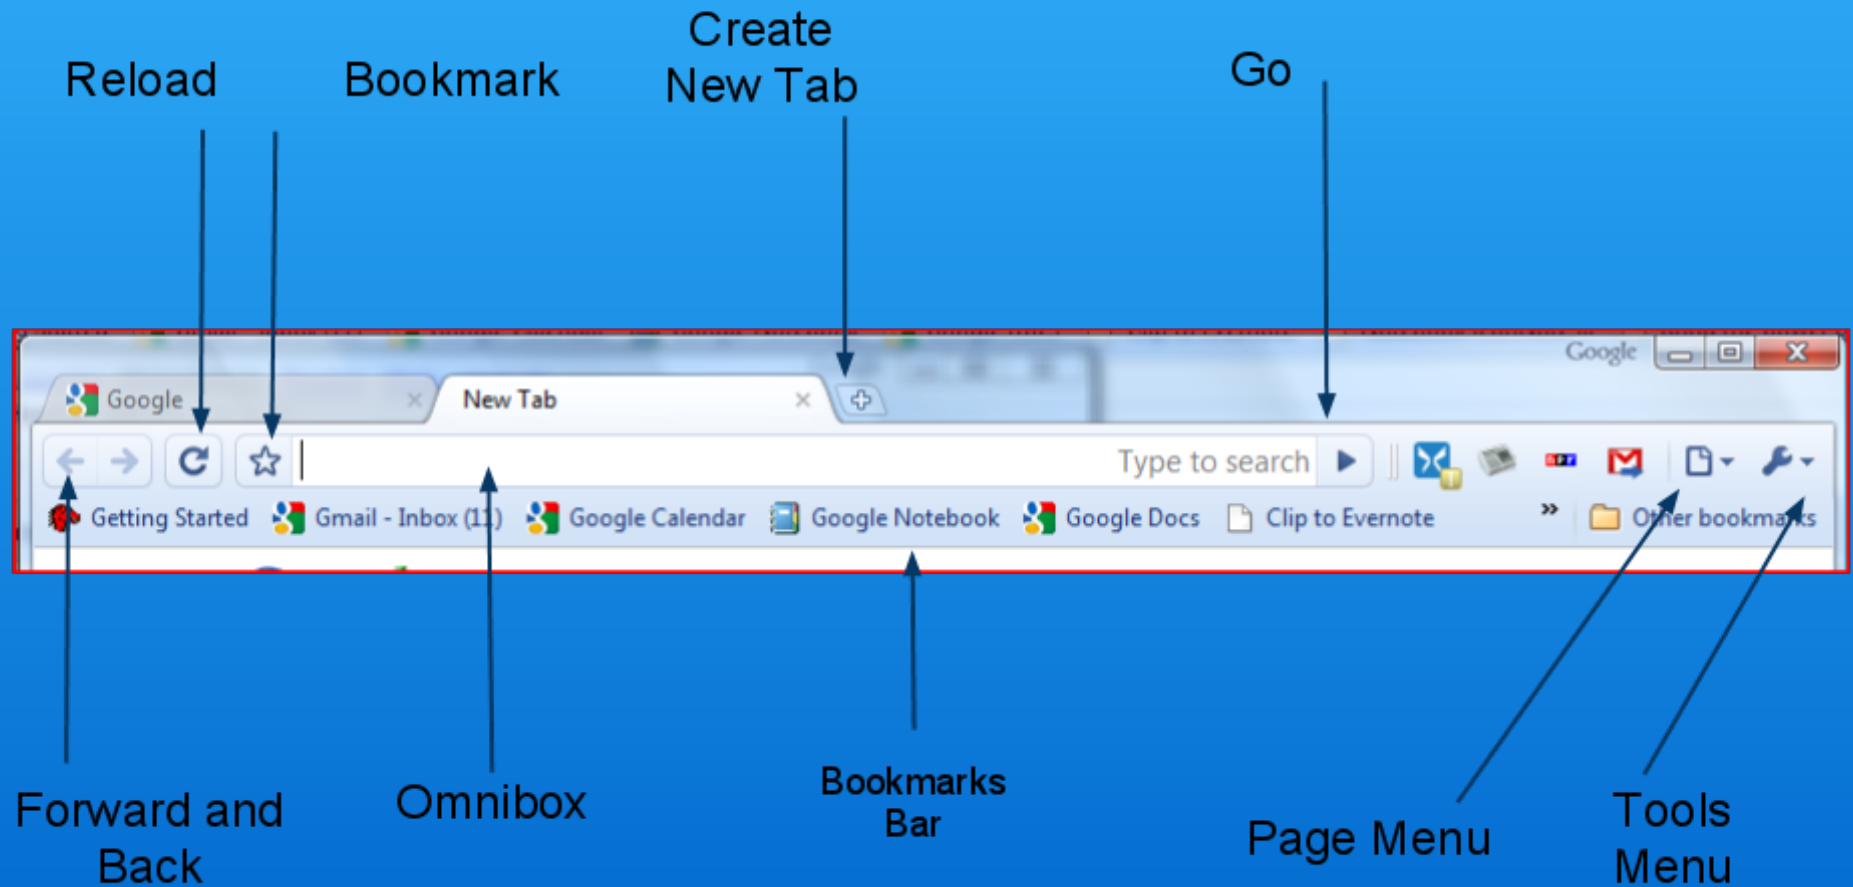 Create
Reload
Bookmark
New Tab
Go
Google
Google
New Tab
Type to search
Getting Started
Gmail - Inbox (11)
Google Calendar
Google Notebook
Google Docs
Clip to Evernote
»
Other bookmarks
Forward and
Back
Omnibox
Bookmarks
Bar
Page Menu
Tools
Menu